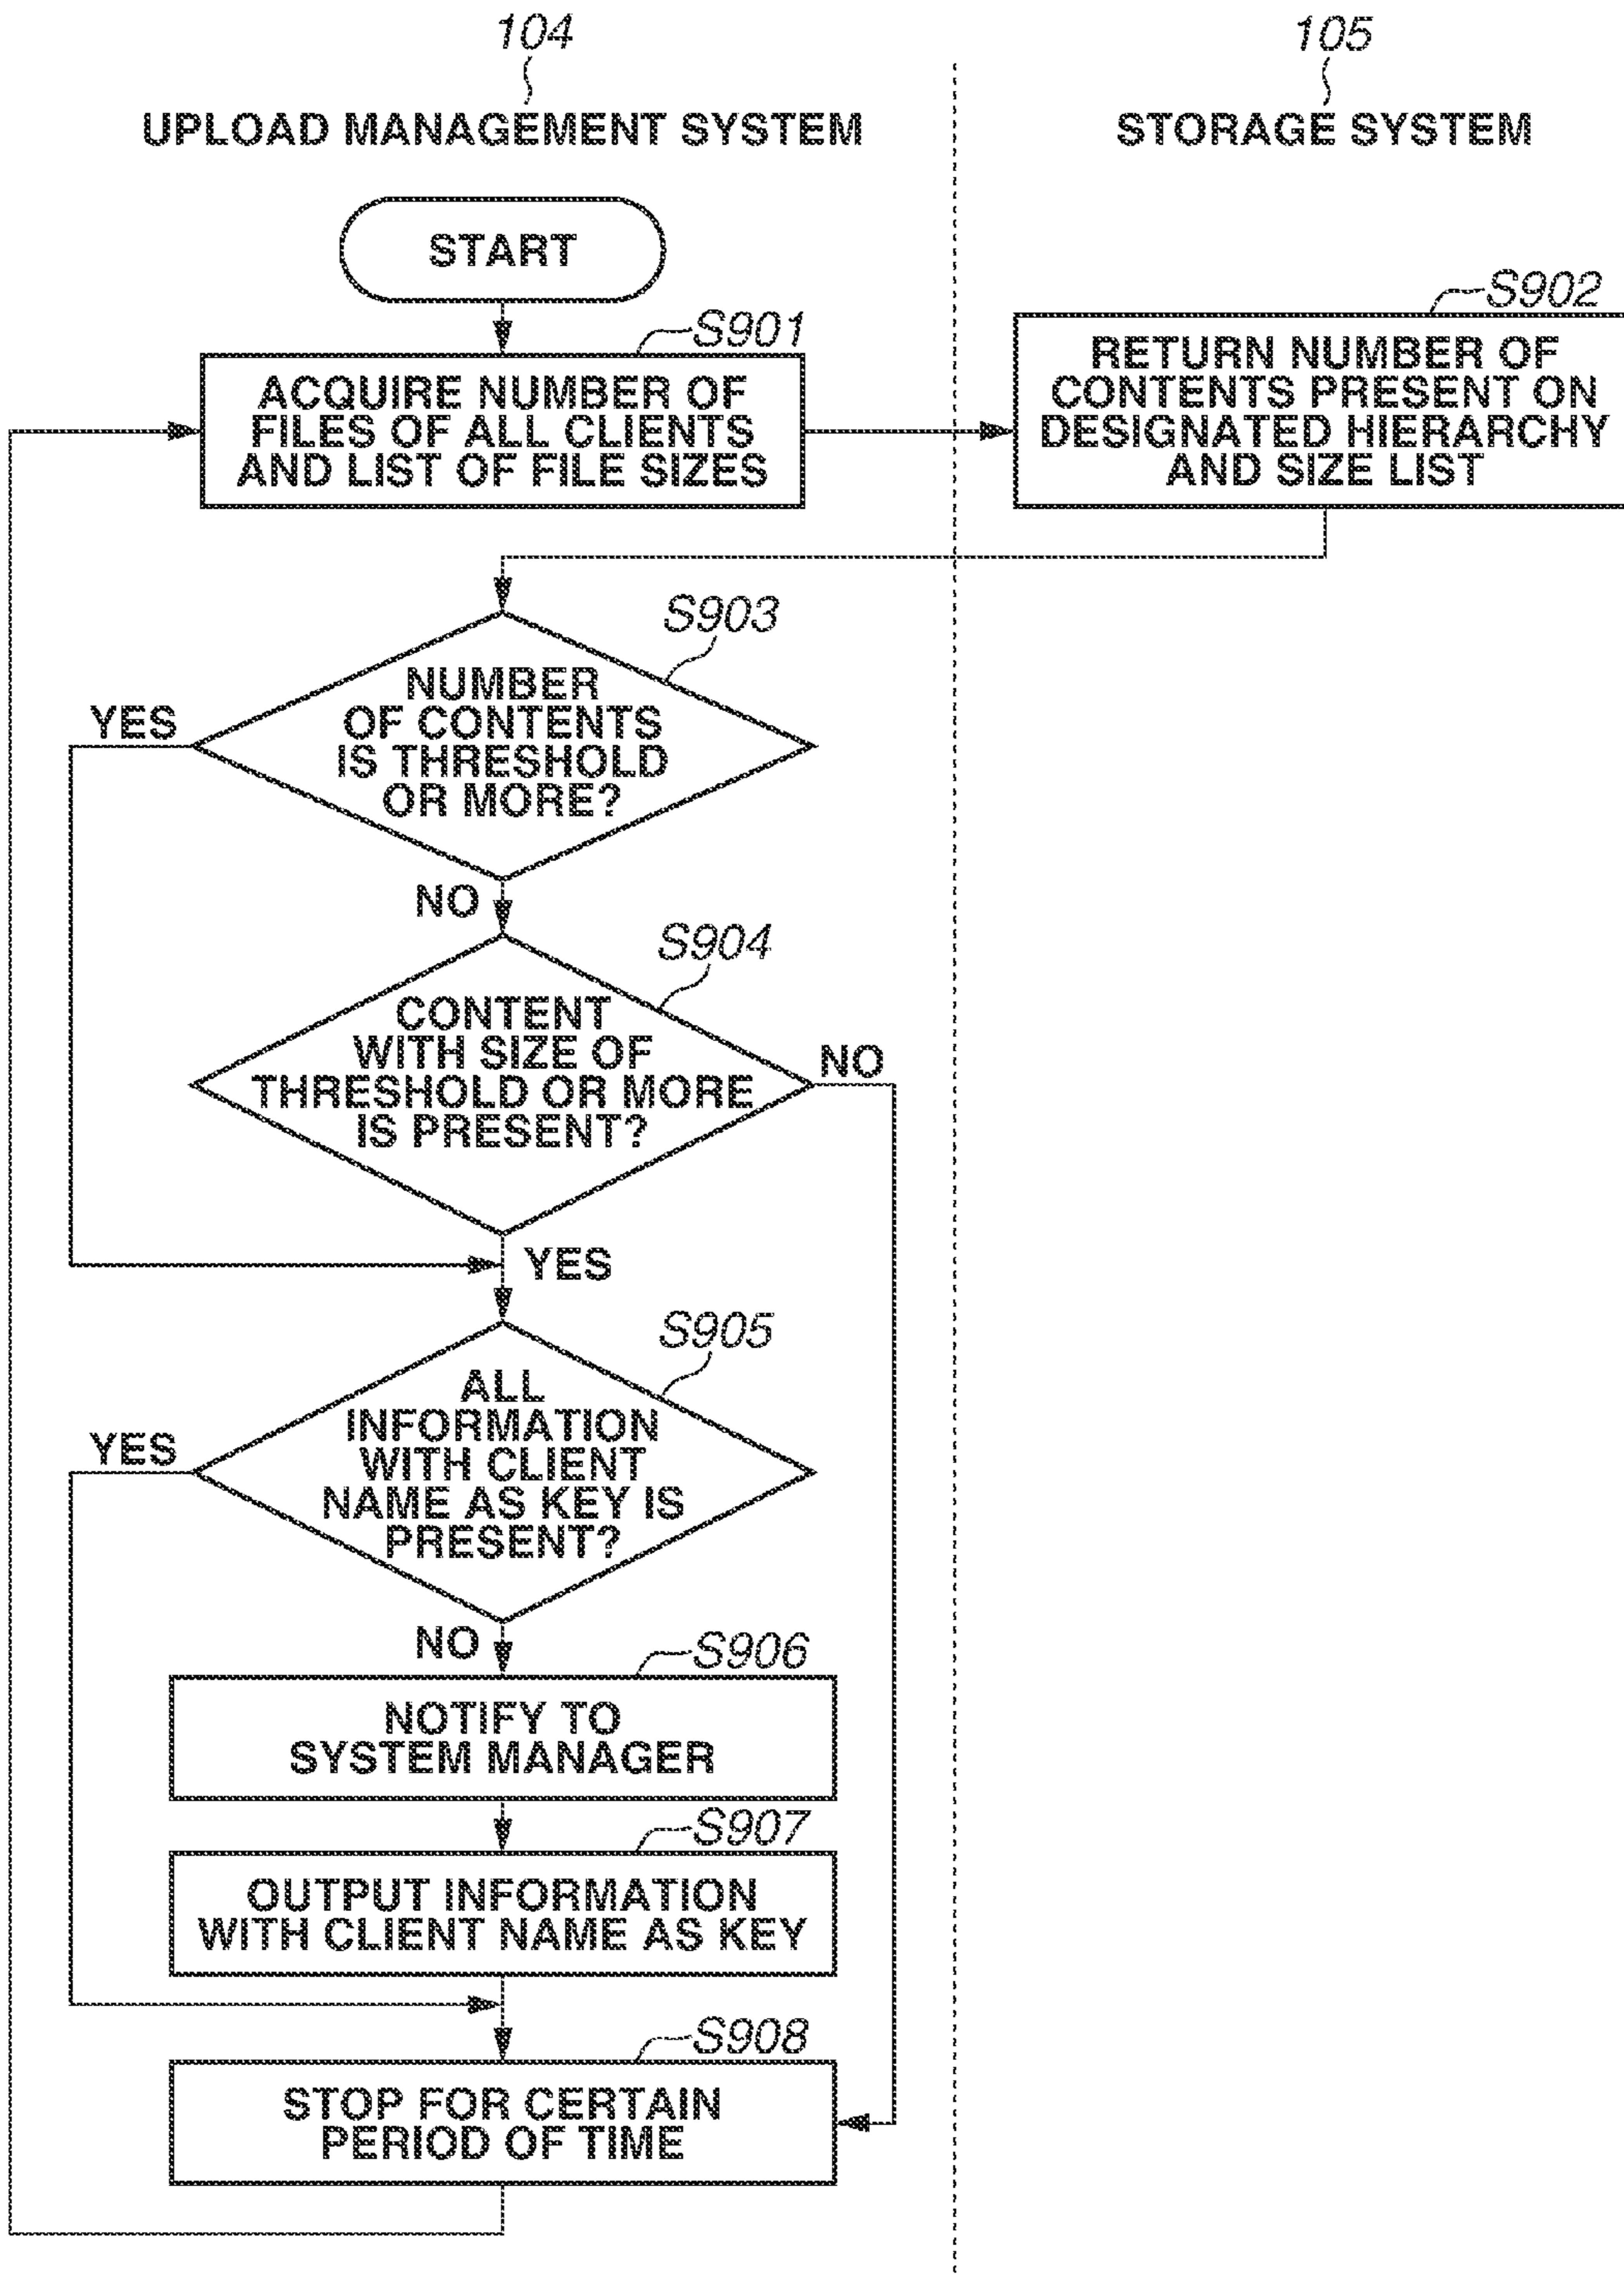 104
105
UPLOAD MANAGEMENT SYSTEM
STORAGE SYSTEM
START
S901
ACQUIRE NUMBER OF
FILES OF ALL CLIENTS
AND LIST OF FILE SIZES
S902
RETURN NUMBER OF
CONTENTS PRESENT ON
DESIGNATED HIERARCHY
AND SIZE LIST
S903
NUMBER
OF CONTENTS
IS THRESHOLD
OR MORE?
YES
NO
S904
CONTENT
WITH SIZE OF
THRESHOLD OR MORE
IS PRESENT?
NO
YES
S905
ALL
INFORMATION
WITH CLIENT
NAME AS KEY IS
PRESENT?
YES
NO
S906
NOTIFY TO
SYSTEM MANAGER
S907
OUTPUT INFORMATION
WITH CLIENT NAME AS KEY
S908
STOP FOR CERTAIN
PERIOD OF TIME